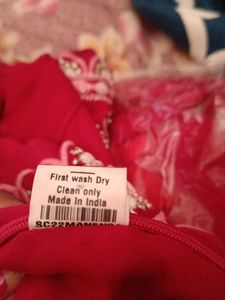 First wash Dry
Clean only
Made In India